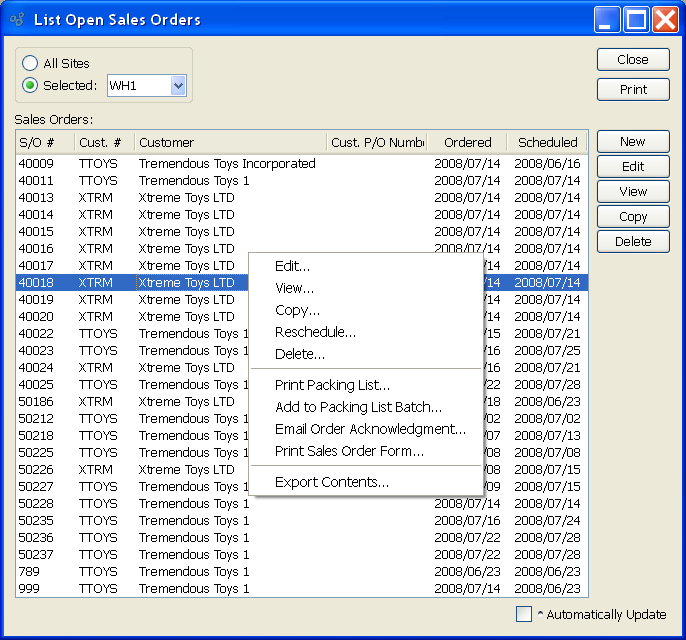 List Open Sales Orders
All Sites
Selected: WH1
Close
Print
Sales Orders:
S/O # Cust. # Customer Cust. P/O Numb Ordered Scheduled
40009 TTOYS Tremendous Toys Incorporated 2008/07/14 2008/06/16
40011 TTOYS Tremendous Toys 1 2008/07/14 2008/07/14
40013 XTRM Xtreme Toys LTD 2008/07/14 2008/07/14
40014 XTRM Xtreme Toys LTD 2008/07/14 2008/07/14
40015 XTRM Xtreme Toys LTD 2008/07/14 2008/07/14
40016 XTRM Xtreme Toys LTD 2008/07/14 2008/07/14
40017 XTRM Xtreme Toys LTD /14 2008/07/14
40018 XTRM Xtreme Toys LTD /14 2008/07/14
40019 XTRM Xtreme Toys LTD /14 2008/07/14
40020 XTRM Xtreme Toys LTD /14 2008/07/14
40022 TTOYS Tremendous Toys 1 /15 2008/07/21
40023 TTOYS Tremendous Toys 1 /16 2008/07/25
40024 XTRM Xtreme Toys LTD /16 2008/07/21
40025 TTOYS Tremendous Toys 1 /22 2008/07/28
50186 XTRM Xtreme Toys LTD /18 2008/06/23
50212 TTOYS Tremendous Toys 1 /02 2008/07/02
50218 TTOYS Tremendous Toys 1 /07 2008/07/13
50225 TTOYS Tremendous Toys 1 /08 2008/07/08
50226 XTRM Xtreme Toys LTD /08 2008/07/15
50227 TTOYS Tremendous Toys 1 /09 2008/07/15
50228 TTOYS Tremendous Toys 1 2008/07/14 2008/07/14
50235 TTOYS Tremendous Toys 1 2008/07/16 2008/07/24
50236 TTOYS Tremendous Toys 1 2008/07/22 2008/07/28
50237 TTOYS Tremendous Toys 1 2008/07/22 2008/07/28
789 TTOYS Tremendous Toys 1 2008/06/23 2008/06/23
999 TTOYS Tremendous Toys 1 2008/07/14 2008/06/23
Edit...
View...
Copy...
Reschedule...
Delete...
Print Packing List...
Add to Packing List Batch...
Email Order Acknowledgment...
Print Sales Order Form...
Export Contents...
New
Edit
View
Copy
Delete
^ Automatically Update